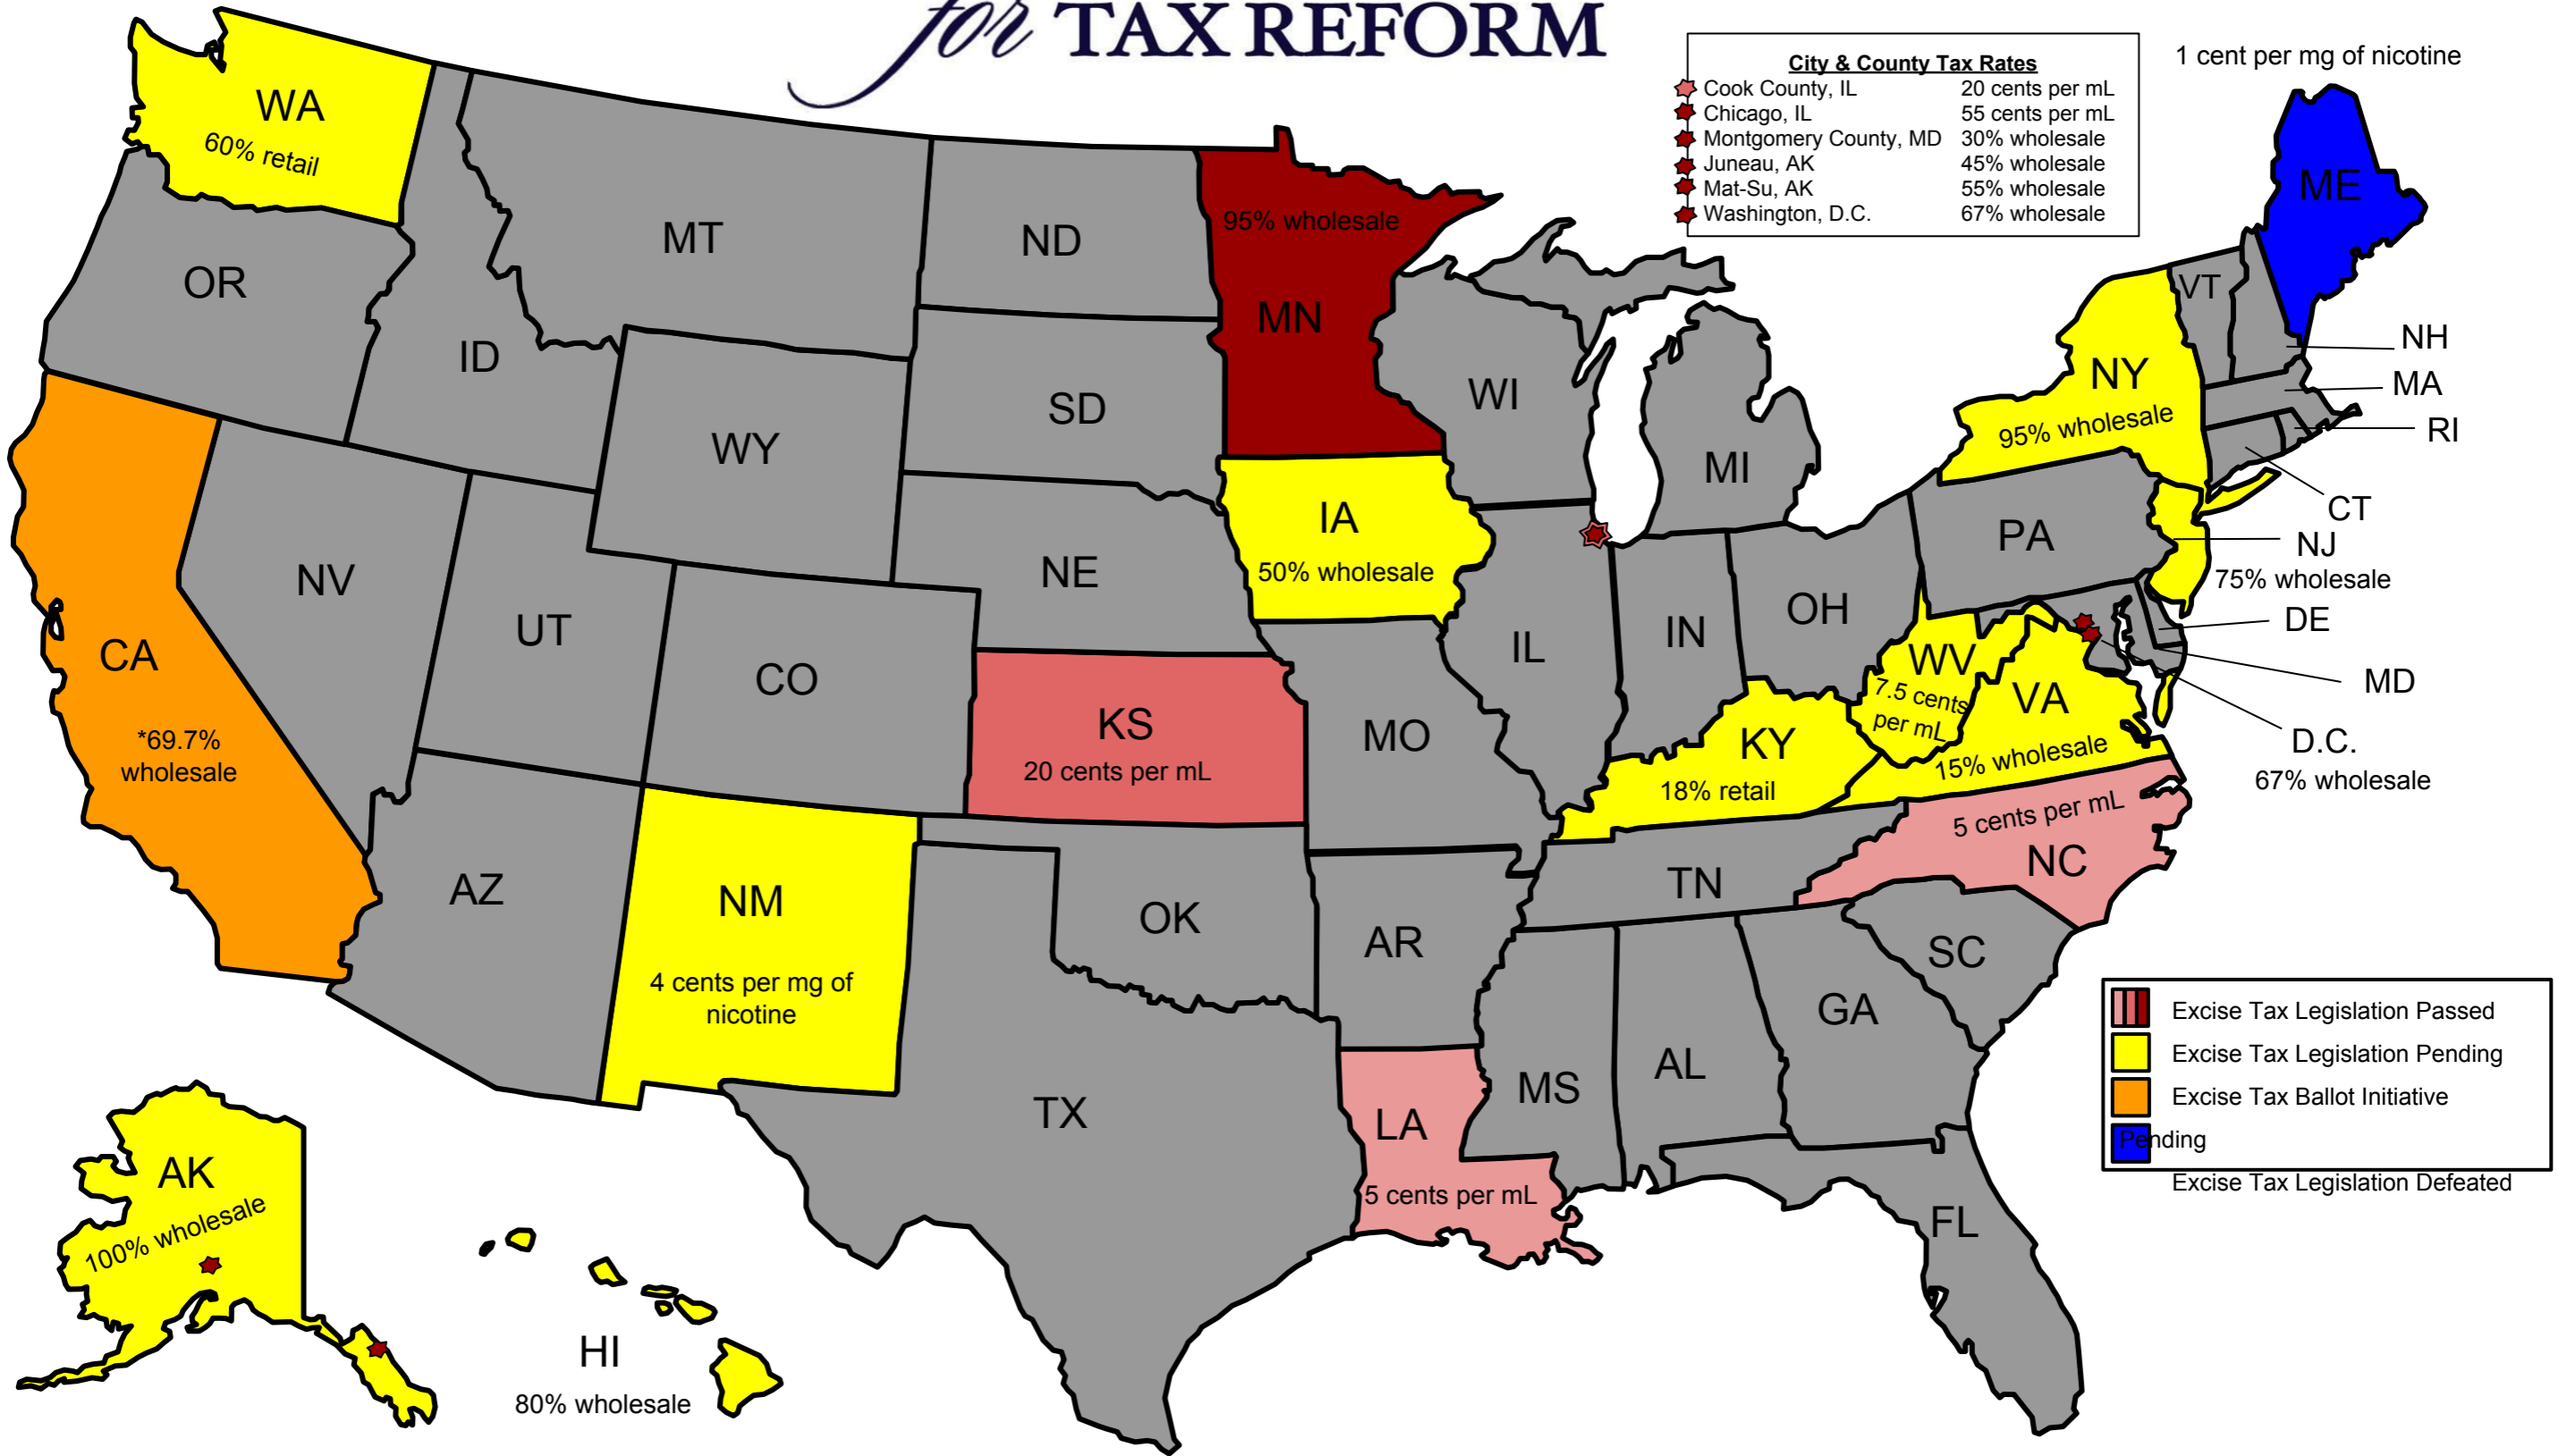 for TAX REFORM
City & County Tax Rates
Cook County, IL 20 cents per mL
Chicago, IL 55 cents per mL
Montgomery County, MD 30% wholesale
Juneau, AK 45% wholesale
Mat-Su, AK 55% wholesale
Washington, D.C. 67% wholesale
1 cent per mg of nicotine
ME
WA
60% retail
OR
ID
MT
ND
95% wholesale
MN
WI
MI
SD
WY
VT
NH
MA
RI
CT
NY
95% wholesale
NJ
75% wholesale
PA
DE
MD
D.C.
67% wholesale
IA
50% wholesale
NE
NV
UT
CO
CA
*69.7%
wholesale
KS
20 cents per mL
MO
IL
IN
OH
WV
7.5 cents
per mL
VA
15% wholesale
KY
18% retail
5 cents per mL
NC
TN
AZ
NM
4 cents per mg of
nicotine
OK
AR
SC
GA
AL
MS
TX
LA
5 cents per mL
FL
AK
100% wholesale
HI
80% wholesale
Excise Tax Legislation Passed
Excise Tax Legislation Pending
Excise Tax Ballot Initiative
Pending
Excise Tax Legislation Defeated